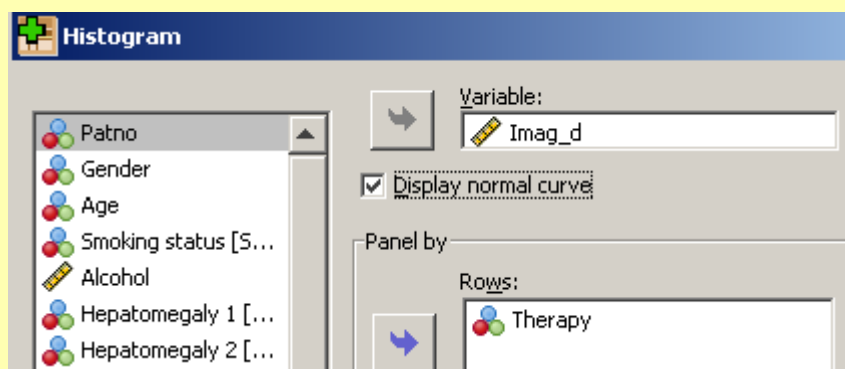 Histogram
Patno
Gender
Age
Smoking status [S...
Alcohol
Hepatomegaly 1 [...
Hepatomegaly 2 [...
Variable:
Imag_d
Display normal curve
Panel by
Rows:
Therapy